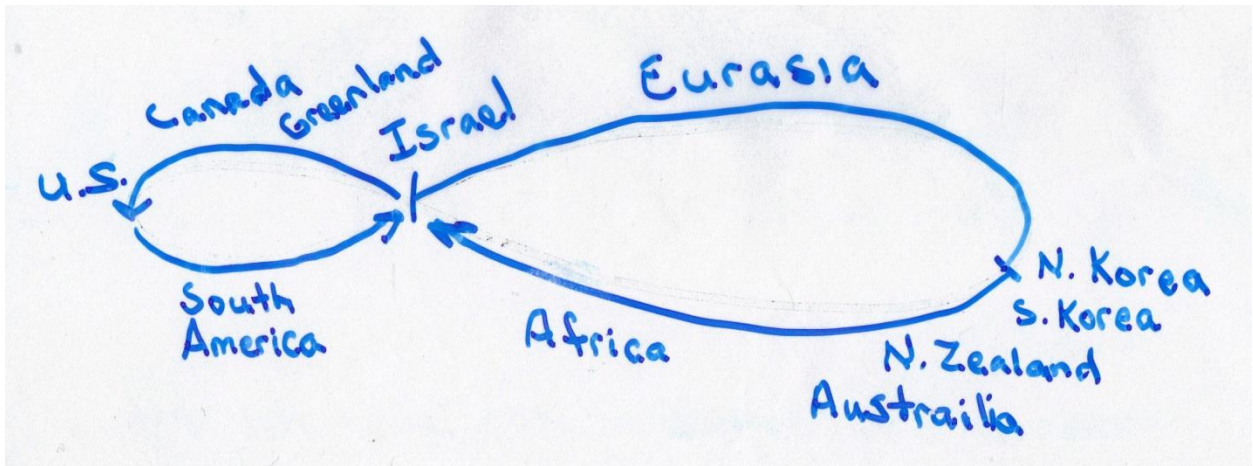 Canada
Greenland
Israel
Eurasia
U.S.
South
America
Africa
N. Korea
S. Korea
N. Zealand
Austrailia